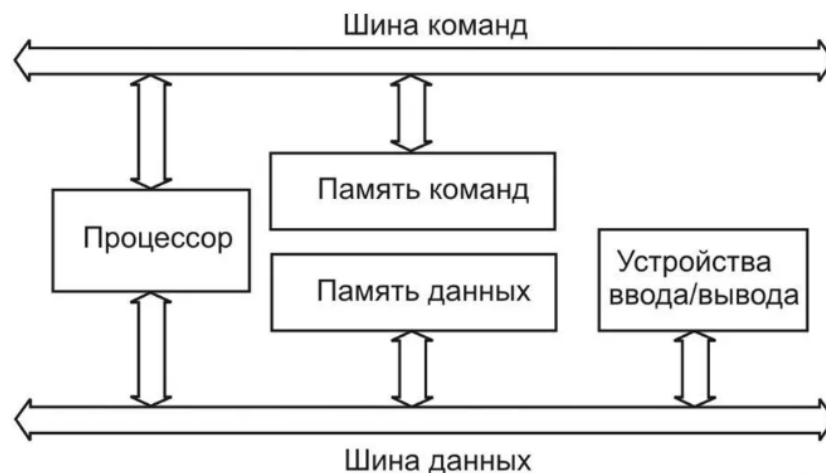 Шина команд
Память команд
Процессор
Память данных
Устройства
ввода/вывода
Шина данных